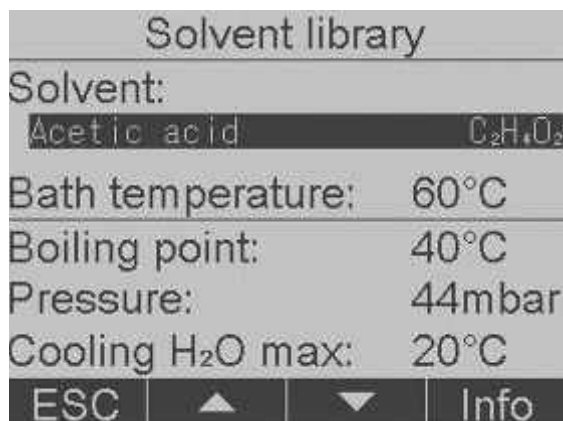 Solvent library
Solvent:
Acetic acid C₂H₄O₂
Bath temperature: 60°C
Boiling point: 40°C
Pressure: 44mbar
Cooling H₂O max: 20°C
ESC ▲ ▼ Info